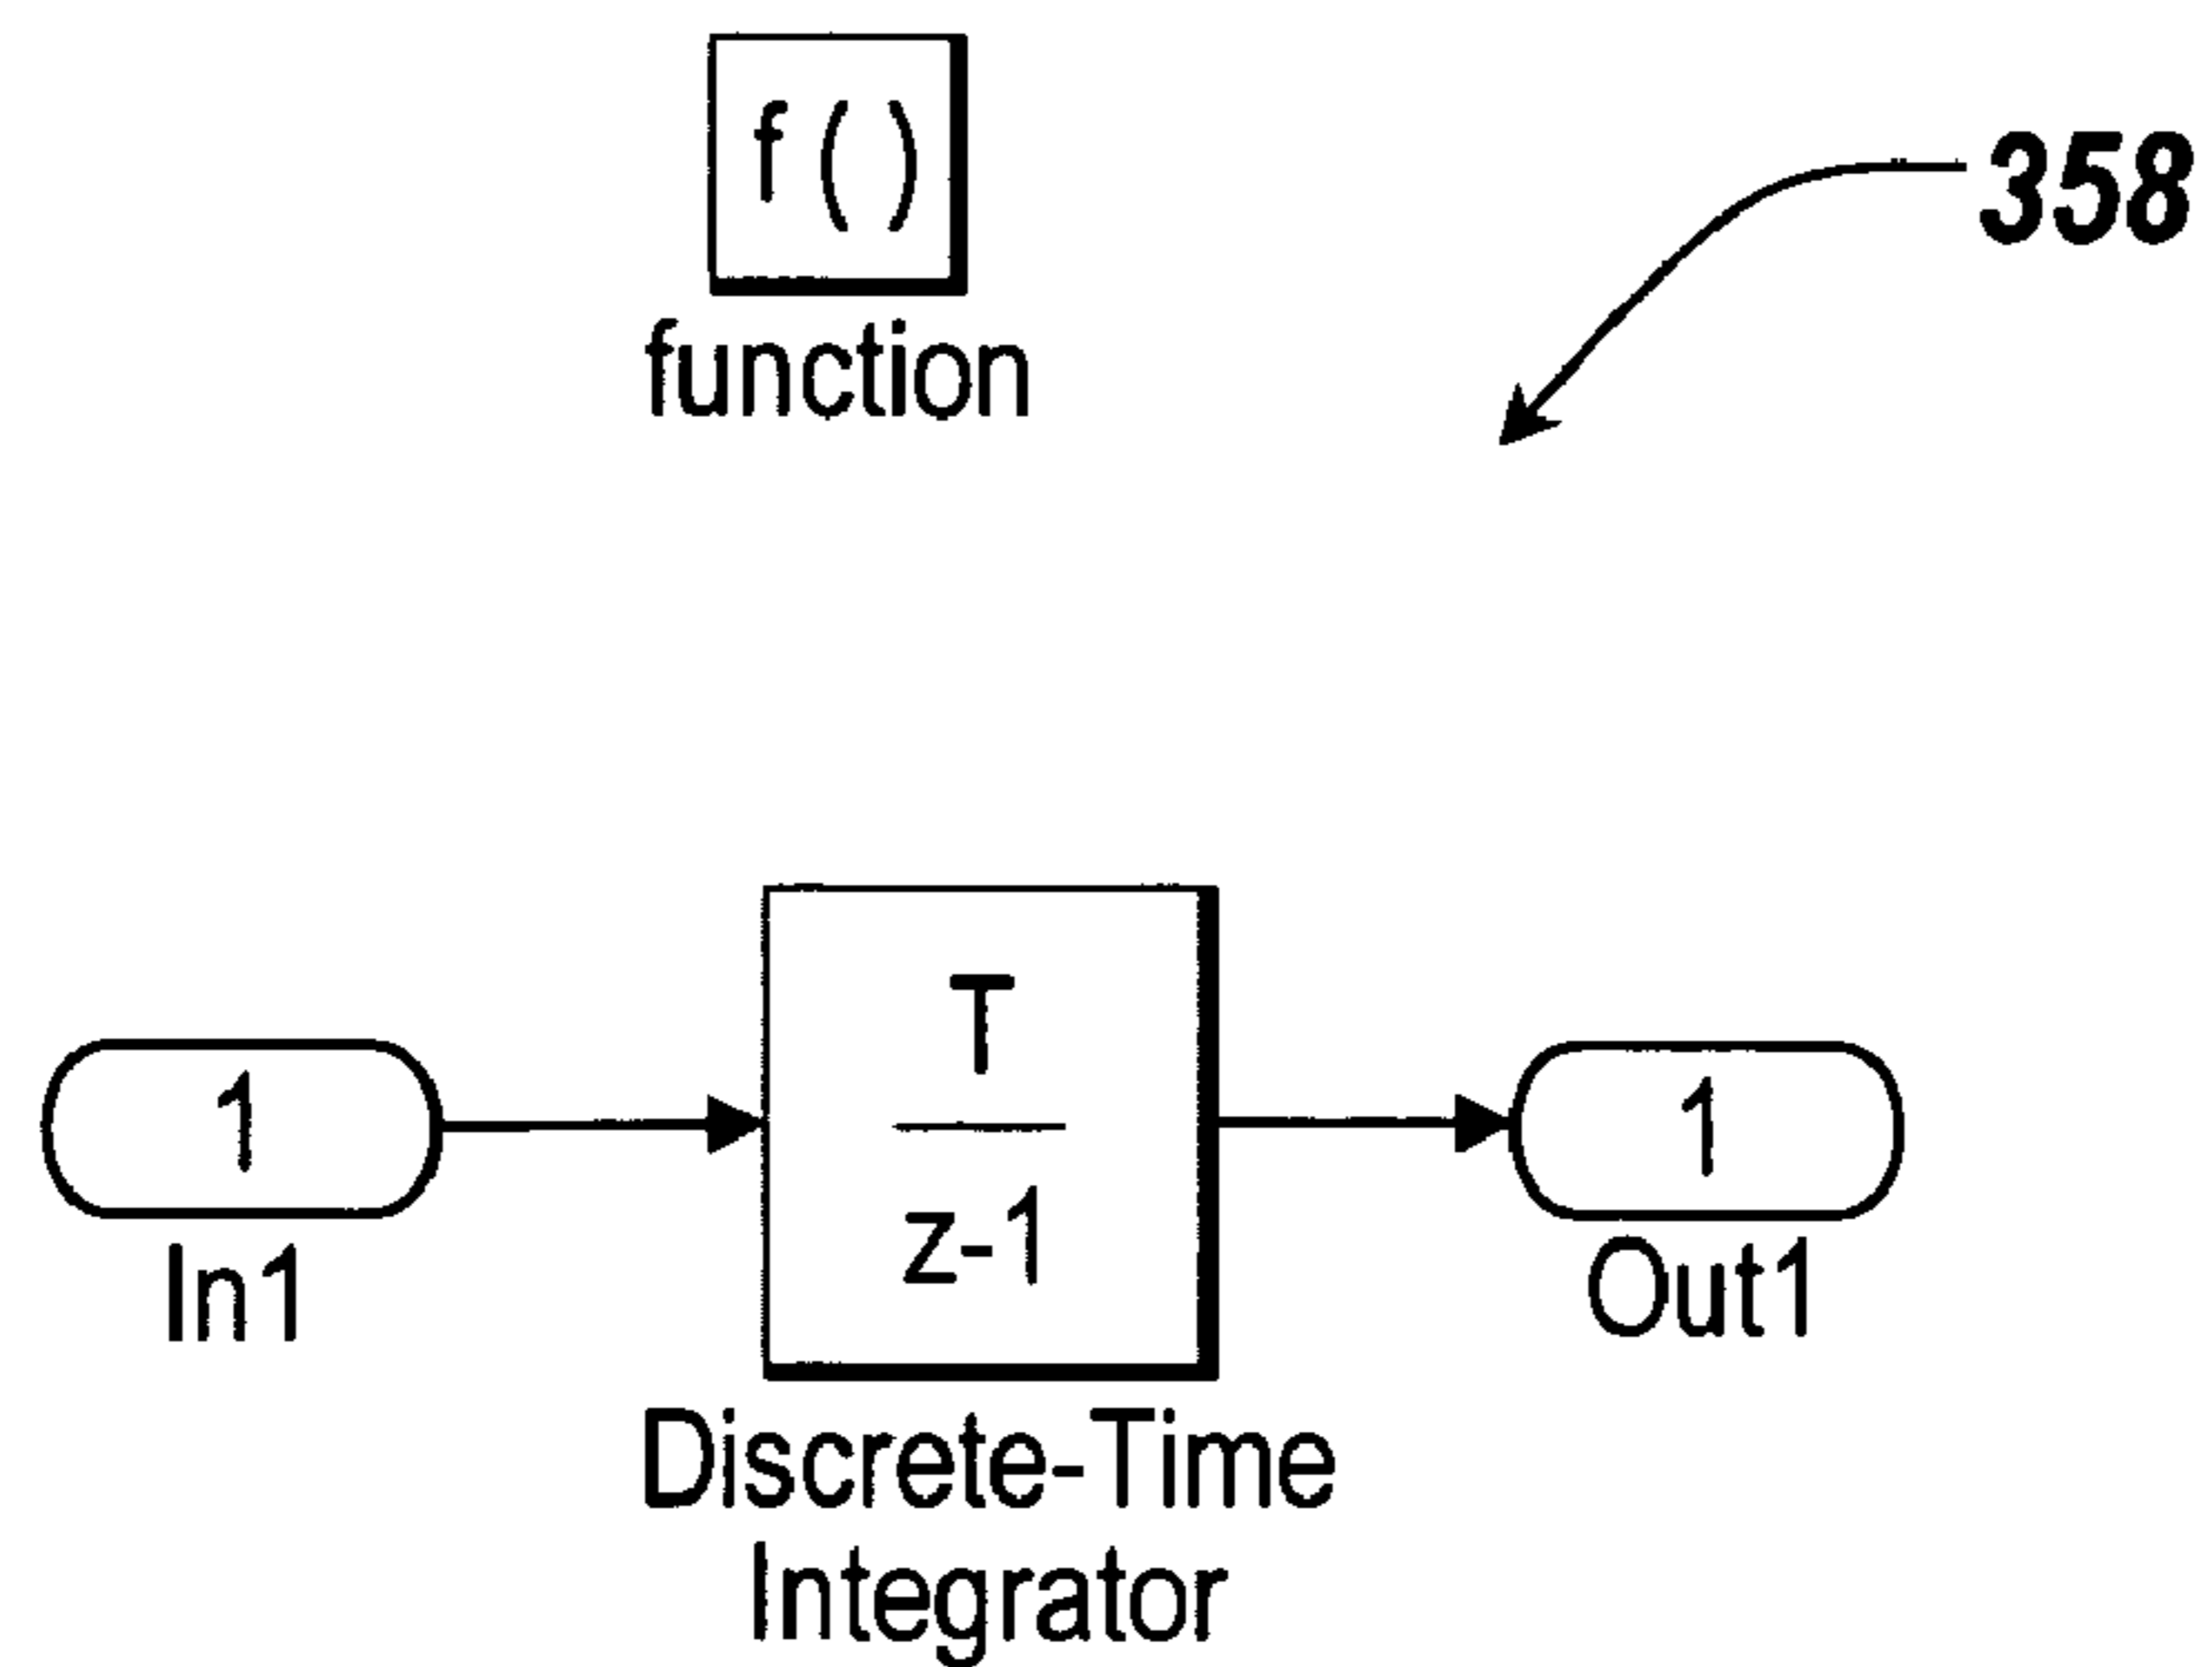 f ( )
function
358
1
In1
T
z-1
Discrete-Time
Integrator
1
Out1